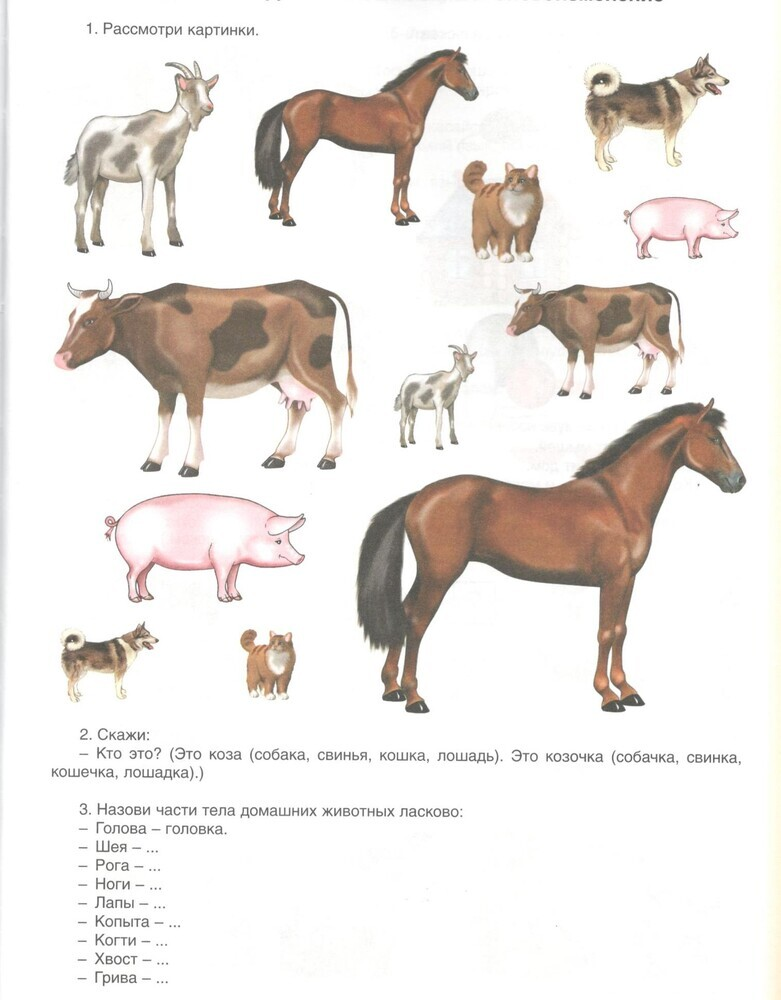 1. Рассмотри картинки.
2. Скажи:
– Кто это? (Это коза (собака, свинья, кошка, лошадь). Это козочка (собачка, свинка,
кошечка, лошадка).)
3. Назови части тела домашних животных ласково:
– Голова – головка.
– Шея – ...
– Рога – ...
– Ноги – ...
– Лапы – ...
– Копыта – ...
– Когти – ...
– Хвост – ...
– Грива – ...